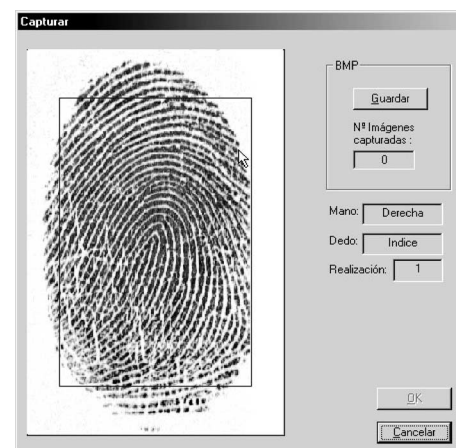 Capturar
BMP
Guardar
Nº Imágenes
capturadas :
0
Mano: Derecha
Dedo: Indice
Realización: 1
OK
Cancelar